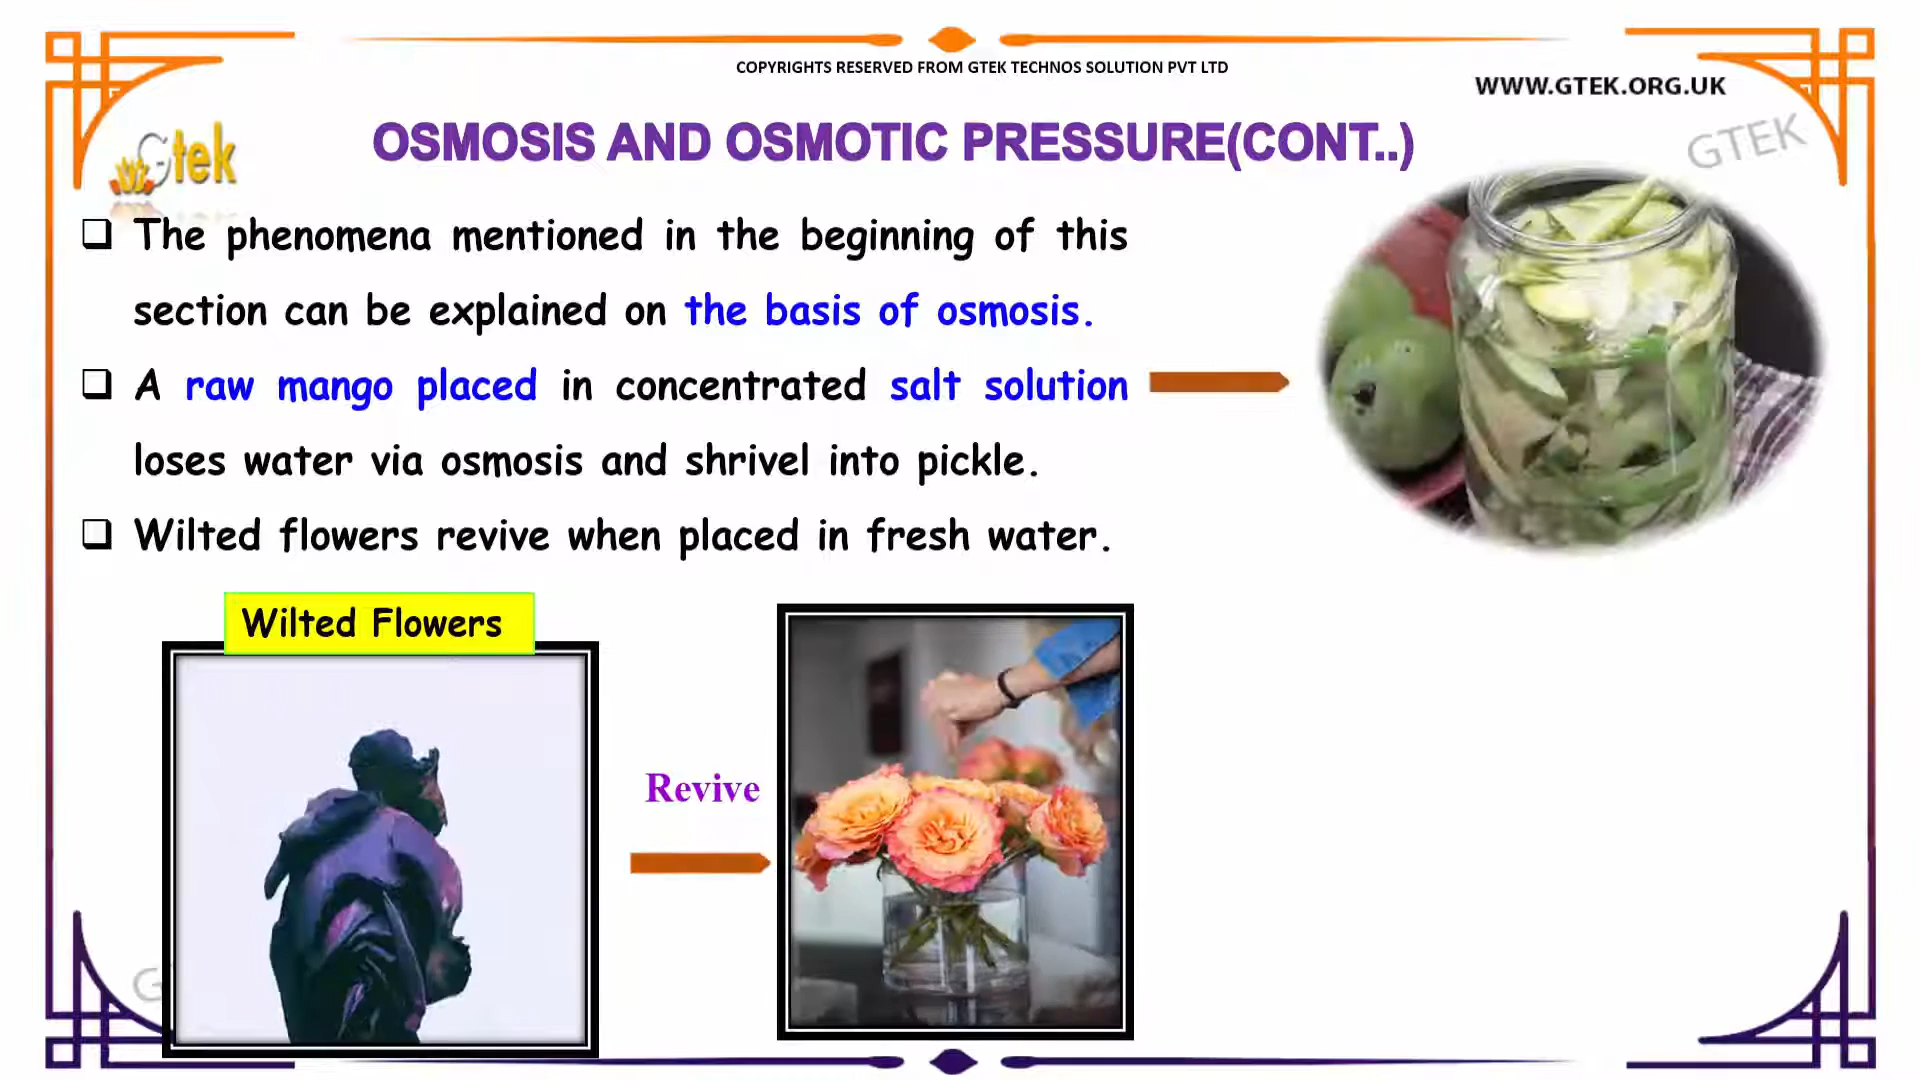 COPYRIGHTS RESERVED FROM GTEK TECHNOS SOLUTION PVT LTD
WWW.GTEK.ORG.UK
Gtek
OSMOSIS AND OSMOTIC PRESSURE(CONT..)
GTEK
The phenomena mentioned in the beginning of this
section can be explained on the basis of osmosis.
A raw mango placed in concentrated salt solution
loses water via osmosis and shrivel into pickle.
Wilted flowers revive when placed in fresh water.
Wilted Flowers
Revive